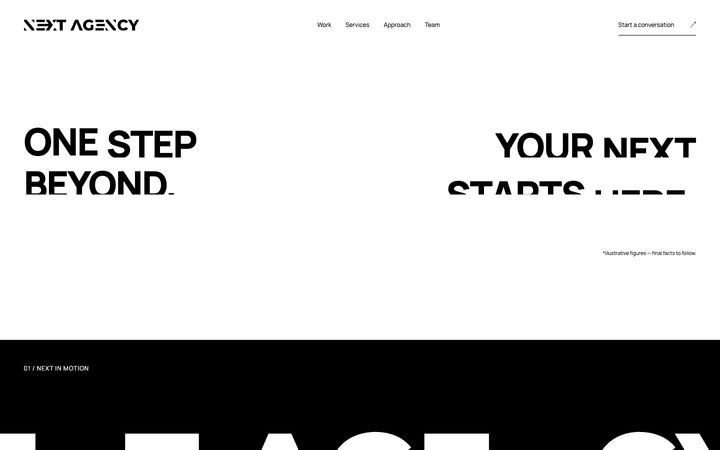 NEXT AGENCY
Work
Services
Approach
Team
Start a conversation
ONE STEP
BEYOND.
YOUR NEXT
STARTS HERE.
*Illustrative figures — final facts to follow.
01 / NEXT IN MOTION